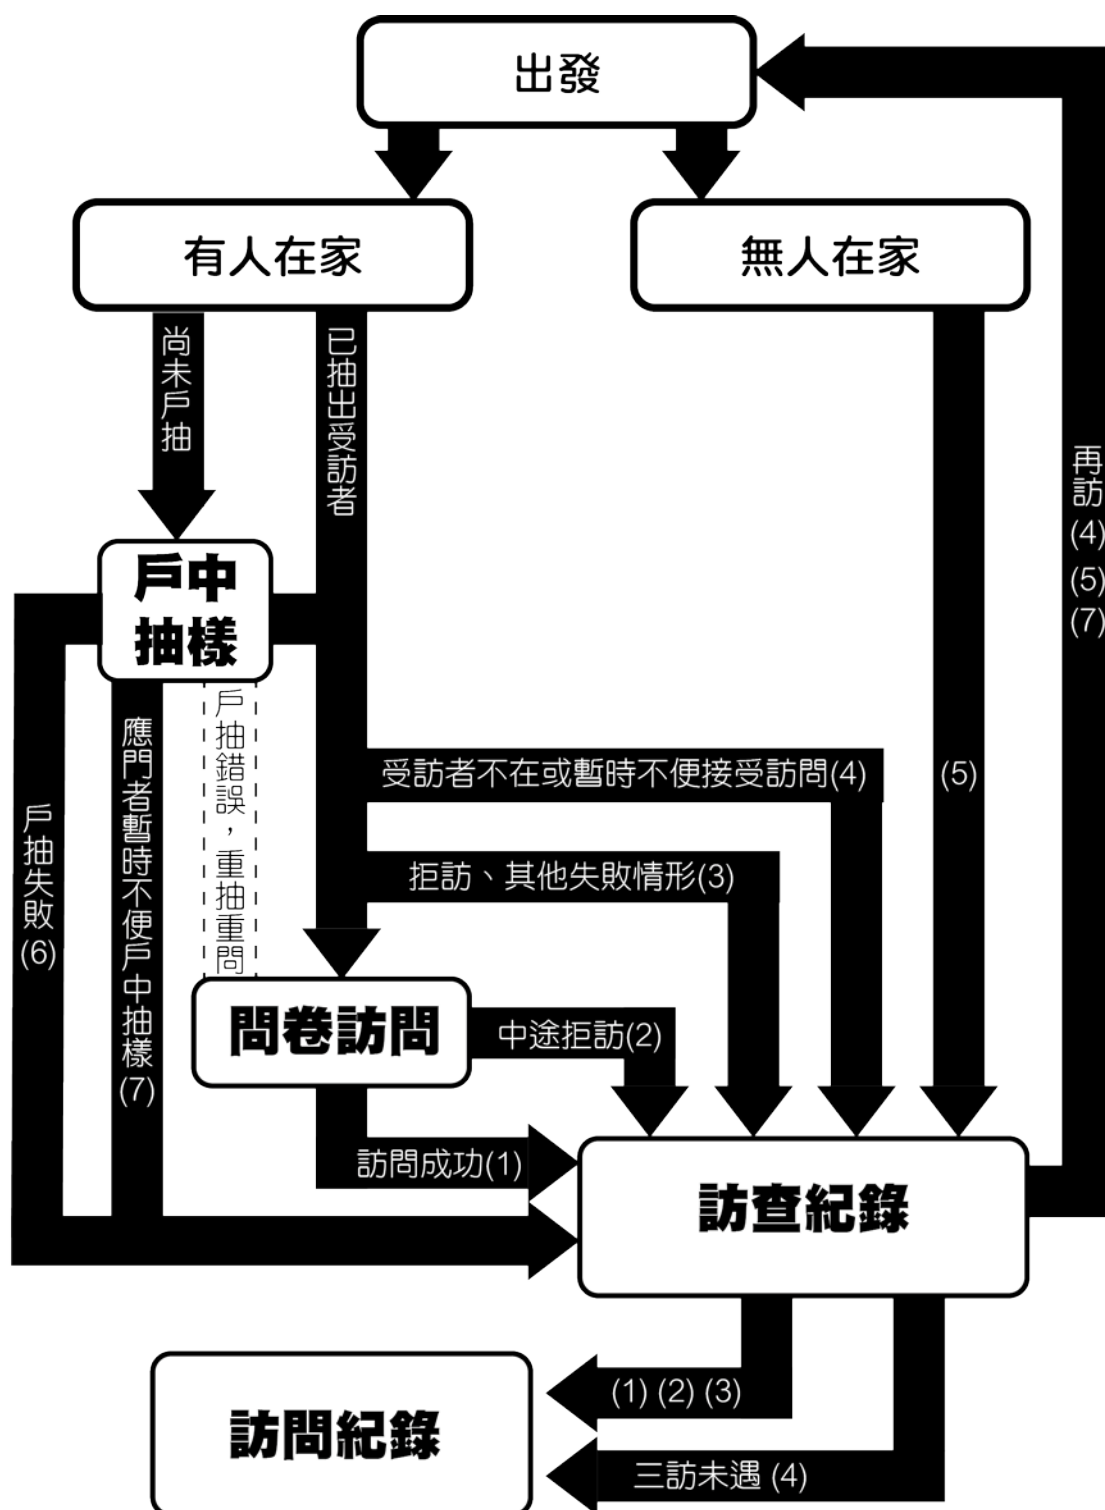 出發
有人在家
無人在家
尚未戶抽
已抽出受訪者
再訪
(4)
(5)
(7)
戶中
抽樣
戶抽錯誤，重抽重問
應門者暫時不便戶中抽樣
(7)
戶抽失敗
(6)
受訪者不在或暫時不便接受訪問(4)
(5)
拒訪、其他失敗情形(3)
問卷訪問
中途拒訪(2)
訪問成功(1)
訪查紀錄
(1) (2) (3)
訪問紀錄
三訪未遇 (4)